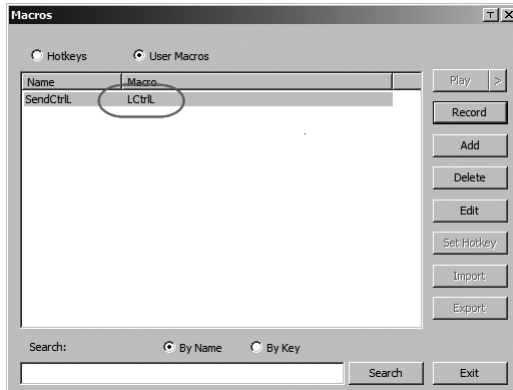 Macros
Hotkeys User Macros
Name Macro
SendCtrlL LCtrlL
Play >
Record
Add
Delete
Edit
Set Hotkey
Import
Export
Search: By Name By Key
Search Exit